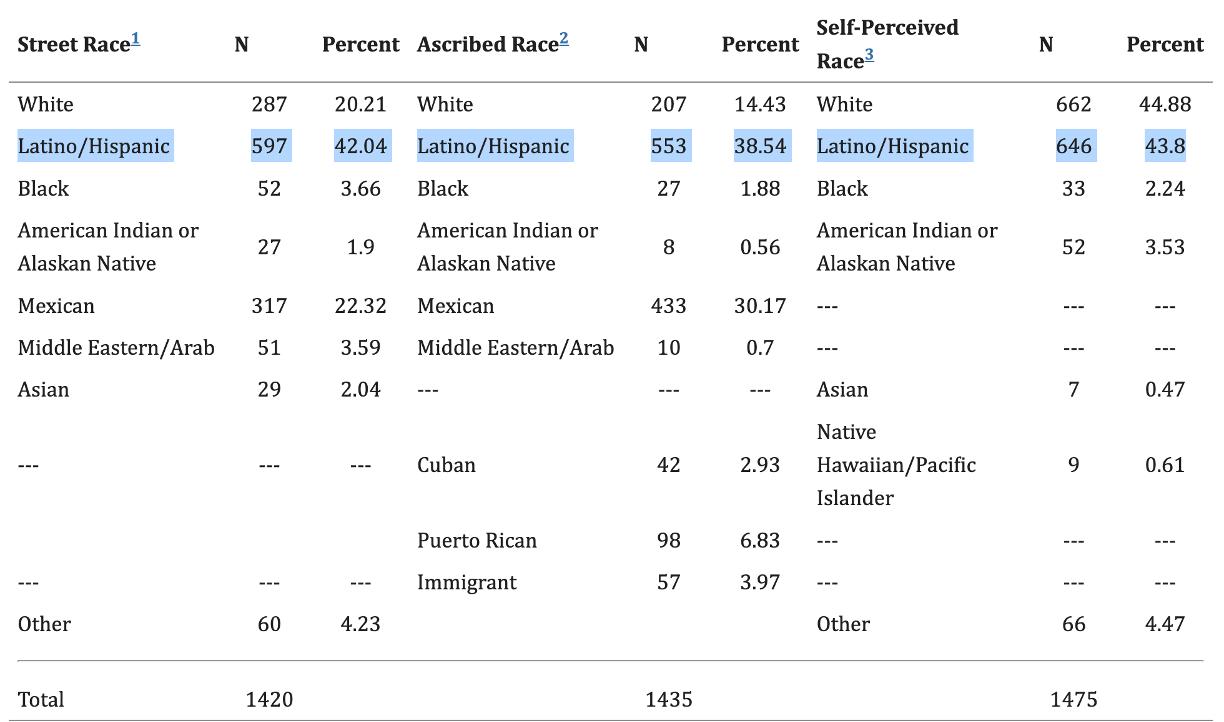 Street Race1 N Percent Ascribed Race2 N Percent Self-Perceived Race3 N Percent
White 287 20.21 White 207 14.43 White 662 44.88
Latino/Hispanic 597 42.04 Latino/Hispanic 553 38.54 Latino/Hispanic 646 43.8
Black 52 3.66 Black 27 1.88 Black 33 2.24
American Indian or Alaskan Native 27 1.9 American Indian or Alaskan Native 8 0.56 American Indian or Alaskan Native 52 3.53
Mexican 317 22.32 Mexican 433 30.17 --- --- ---
Middle Eastern/Arab 51 3.59 Middle Eastern/Arab 10 0.7 --- --- ---
Asian 29 2.04 --- --- --- Asian 7 0.47
--- --- --- Cuban 42 2.93 Native Hawaiian/Pacific Islander 9 0.61
Puerto Rican 98 6.83 --- --- ---
--- --- --- Immigrant 57 3.97 --- --- ---
Other 60 4.23 Other 66 4.47
Total 1420 1435 1475